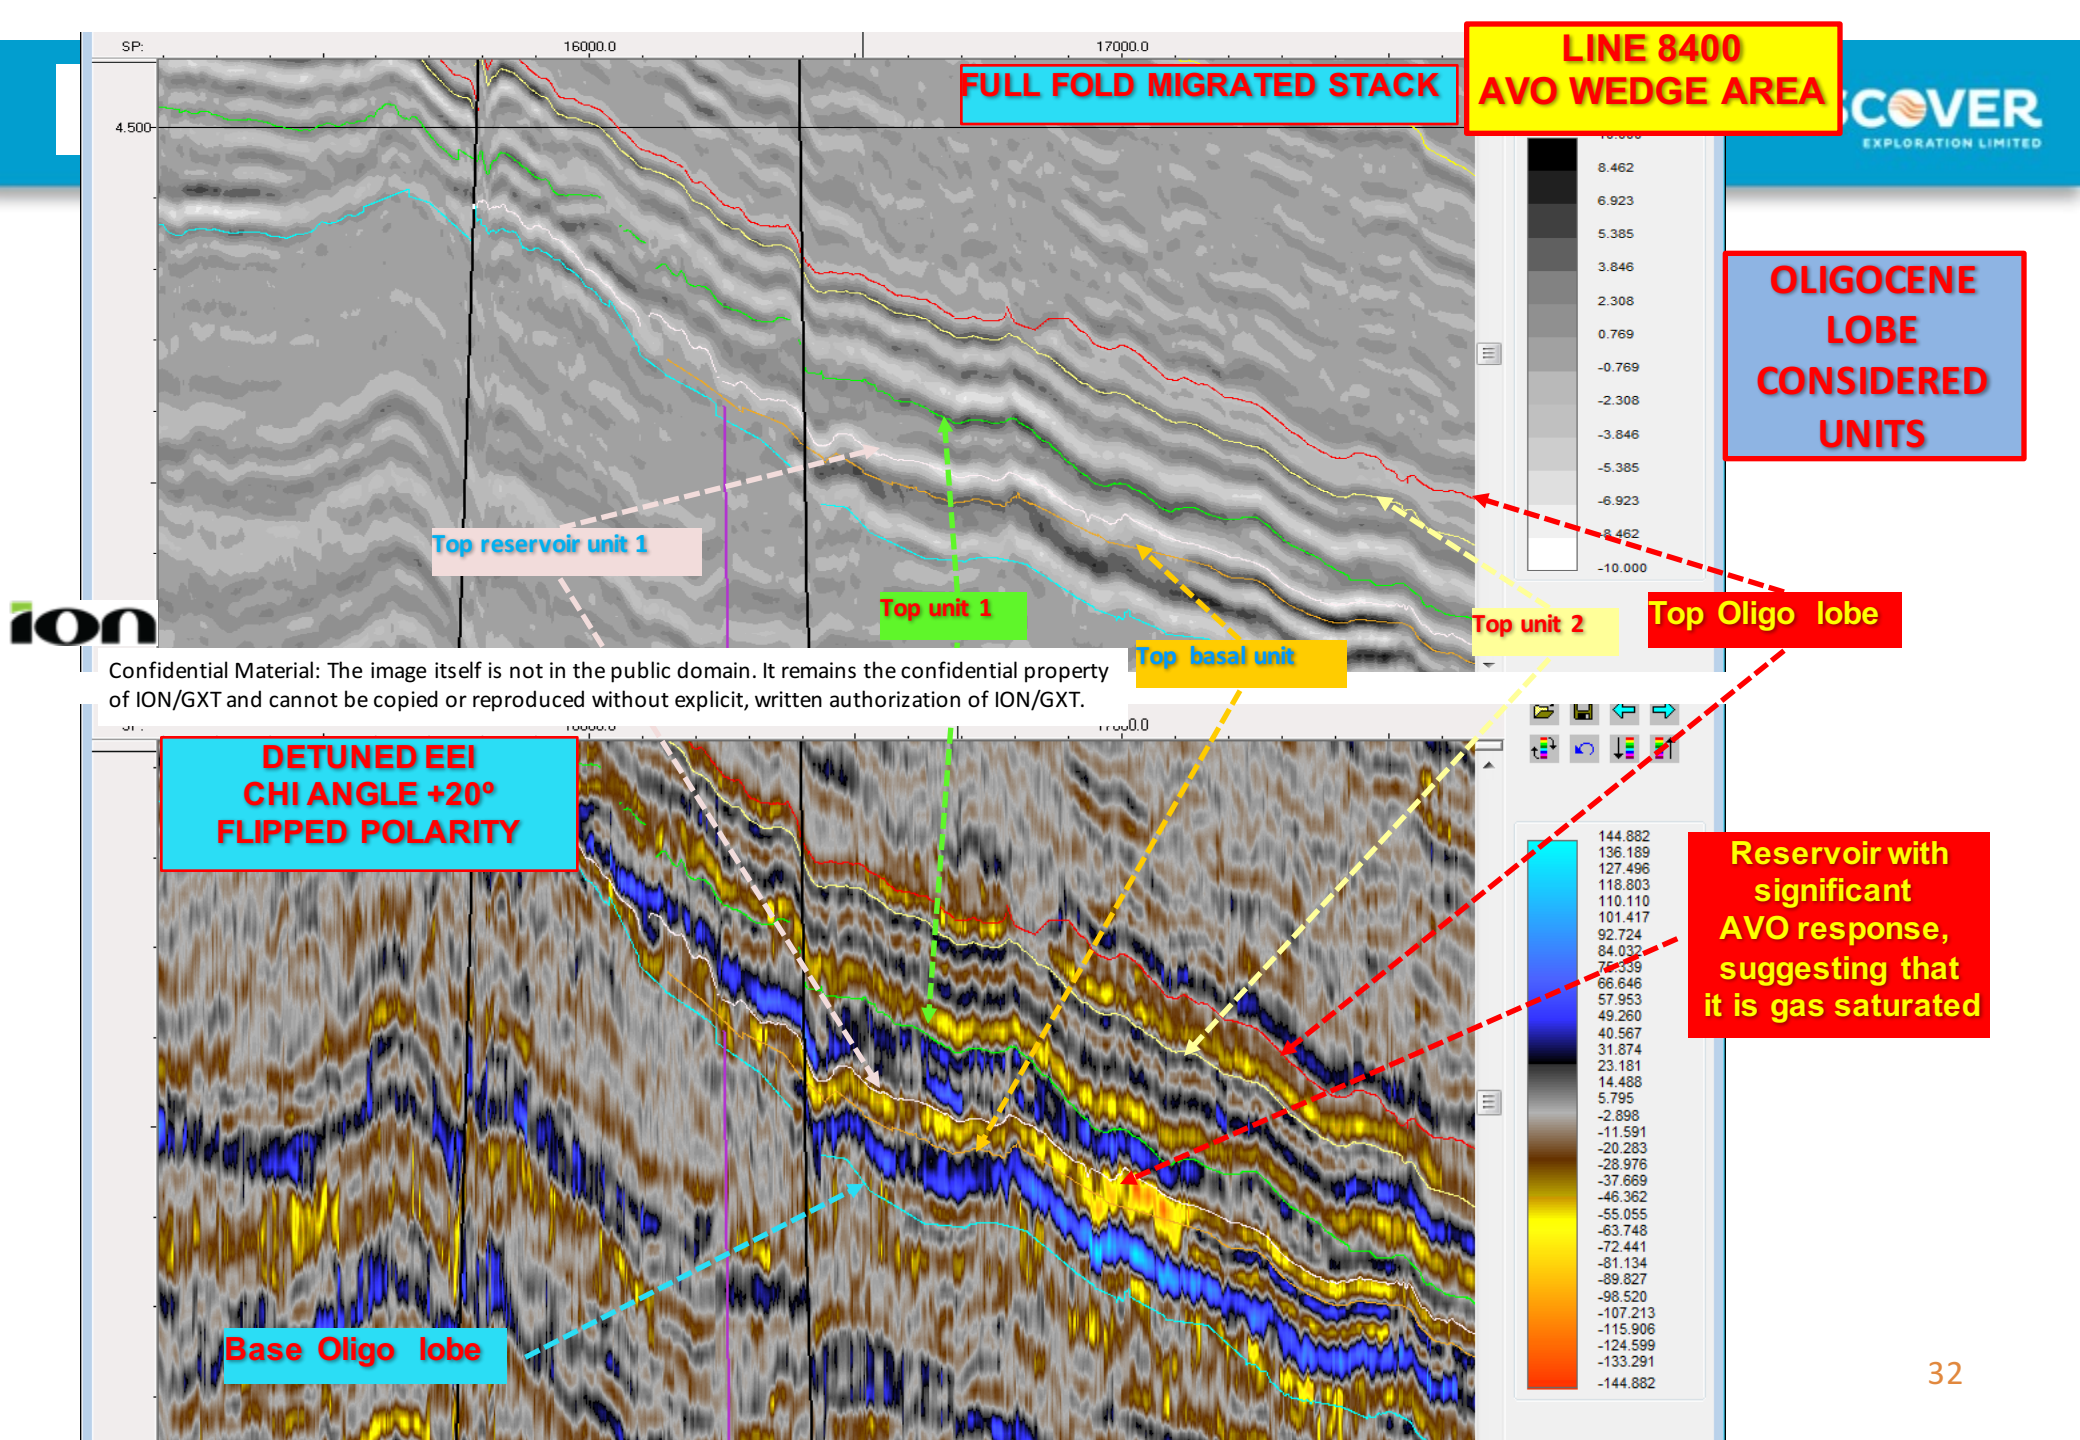 SP:
16000.0
17000.0
LINE 8400
AVO WEDGE AREA
FULL FOLD MIGRATED STACK
COVER
EXPLORATION LIMITED
4.500
8.462
6.923
5.385
3.846
2.308
0.769
-0.769
-2.308
-3.846
-5.385
-6.923
-8.462
-10.000
OLIGOCENE
LOBE
CONSIDERED
UNITS
Top reservoir unit 1
Top unit 1
Top unit 2
Top Oligo lobe
Top basal unit
ion
Confidential Material: The image itself is not in the public domain. It remains the confidential property
of ION/GXT and cannot be copied or reproduced without explicit, written authorization of ION/GXT.
17000.0
DETUNED EEI
CHI ANGLE +20º
FLIPPED POLARITY
144.882
136.189
127.496
118.803
110.110
101.417
92.724
84.032
75.339
66.646
57.953
49.260
40.567
31.874
23.181
14.488
5.795
-2.898
-11.591
-20.283
-28.976
-37.669
-46.362
-55.055
-63.748
-72.441
-81.134
-89.827
-98.520
-107.213
-115.906
-124.599
-133.291
-144.882
Reservoir with
significant
AVO response,
suggesting that
it is gas saturated
Base Oligo lobe
32